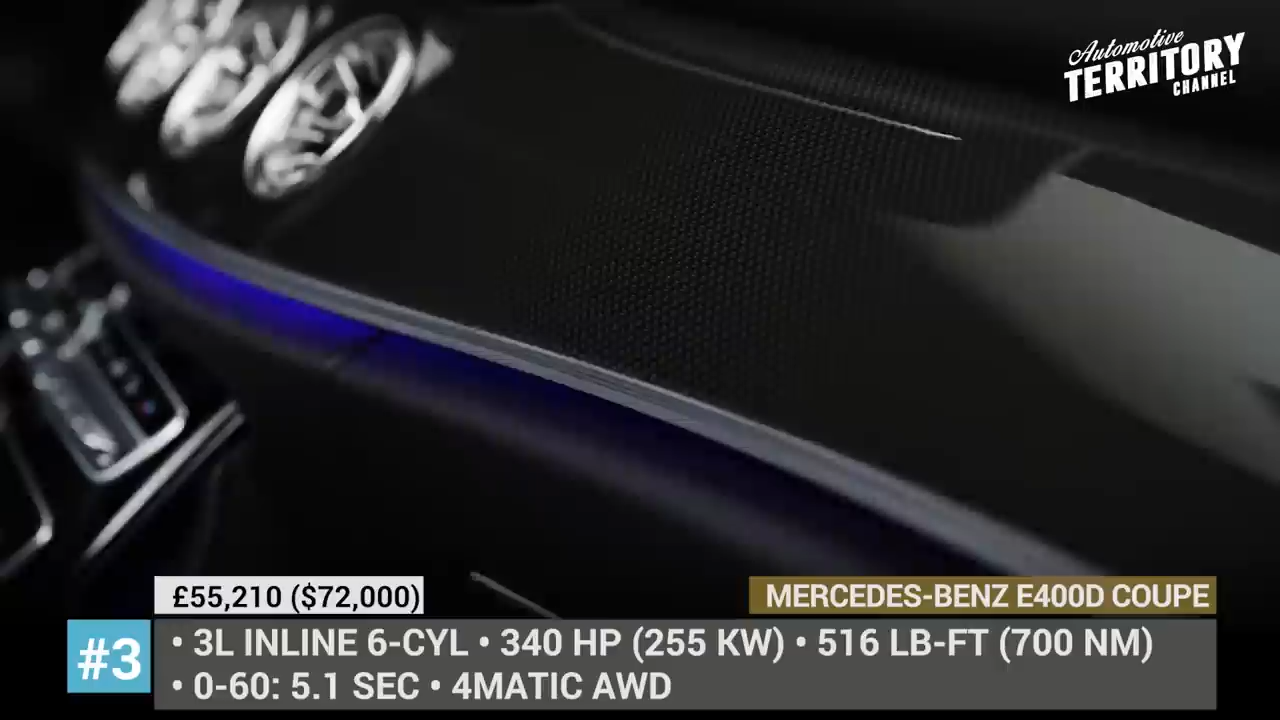 Automotive
TERRITORY
CHANNEL
£55,210 ($72,000)
MERCEDES-BENZ E400D COUPE
#3
• 3L INLINE 6-CYL • 340 HP (255 KW) • 516 LB-FT (700 NM)
• 0-60: 5.1 SEC • 4MATIC AWD